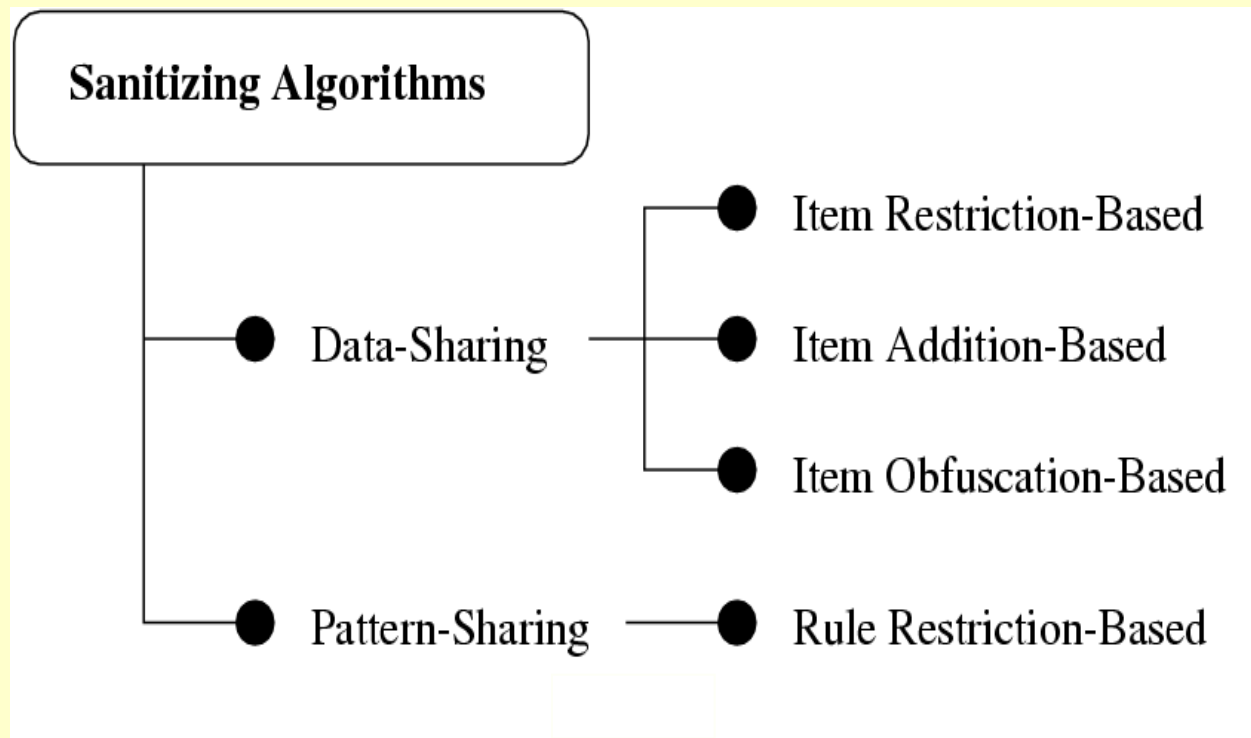 Sanitizing Algorithms
Item Restriction-Based
Data-Sharing
Item Addition-Based
Item Obfuscation-Based
Pattern-Sharing
Rule Restriction-Based